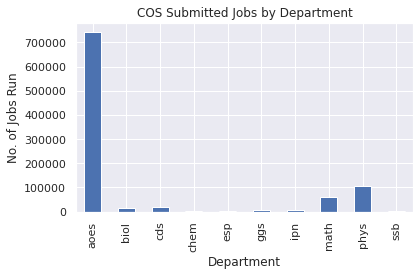 COS Submitted Jobs by Department
No. of Jobs Run
700000
600000
500000
400000
300000
200000
100000
0
aoes
biol
cds
chem
esp
ggs
ipn
math
phys
ssb
Department